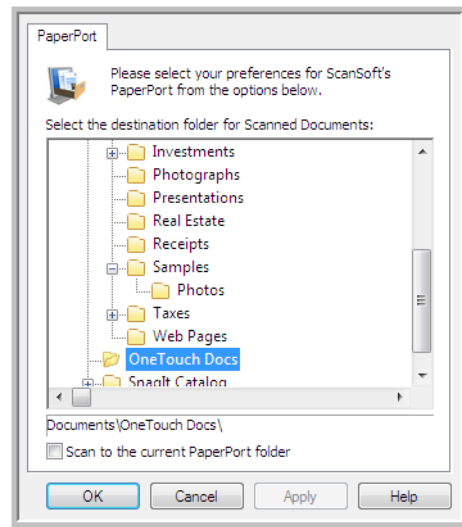 PaperPort
Please select your preferences for ScanSoft's
PaperPort from the options below.
Select the destination folder for Scanned Documents:
Investments
Photographs
Presentations
Real Estate
Receipts
Samples
Photos
Taxes
Web Pages
OneTouch Docs
SnagIt Catalog
Documents\OneTouch Docs\
Scan to the current PaperPort folder
OK Cancel Apply Help